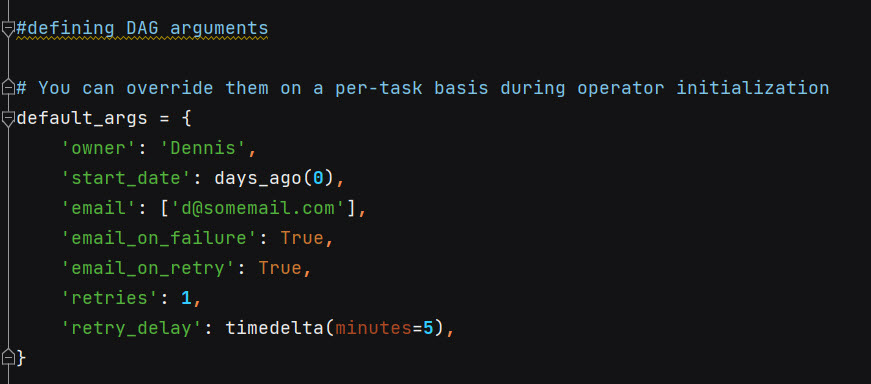 #defining DAG arguments
# You can override them on a per-task basis during operator initialization
default_args = {
    'owner': 'Dennis',
    'start_date': days_ago(0),
    'email': ['d@somemail.com'],
    'email_on_failure': True,
    'email_on_retry': True,
    'retries': 1,
    'retry_delay': timedelta(minutes=5),
}